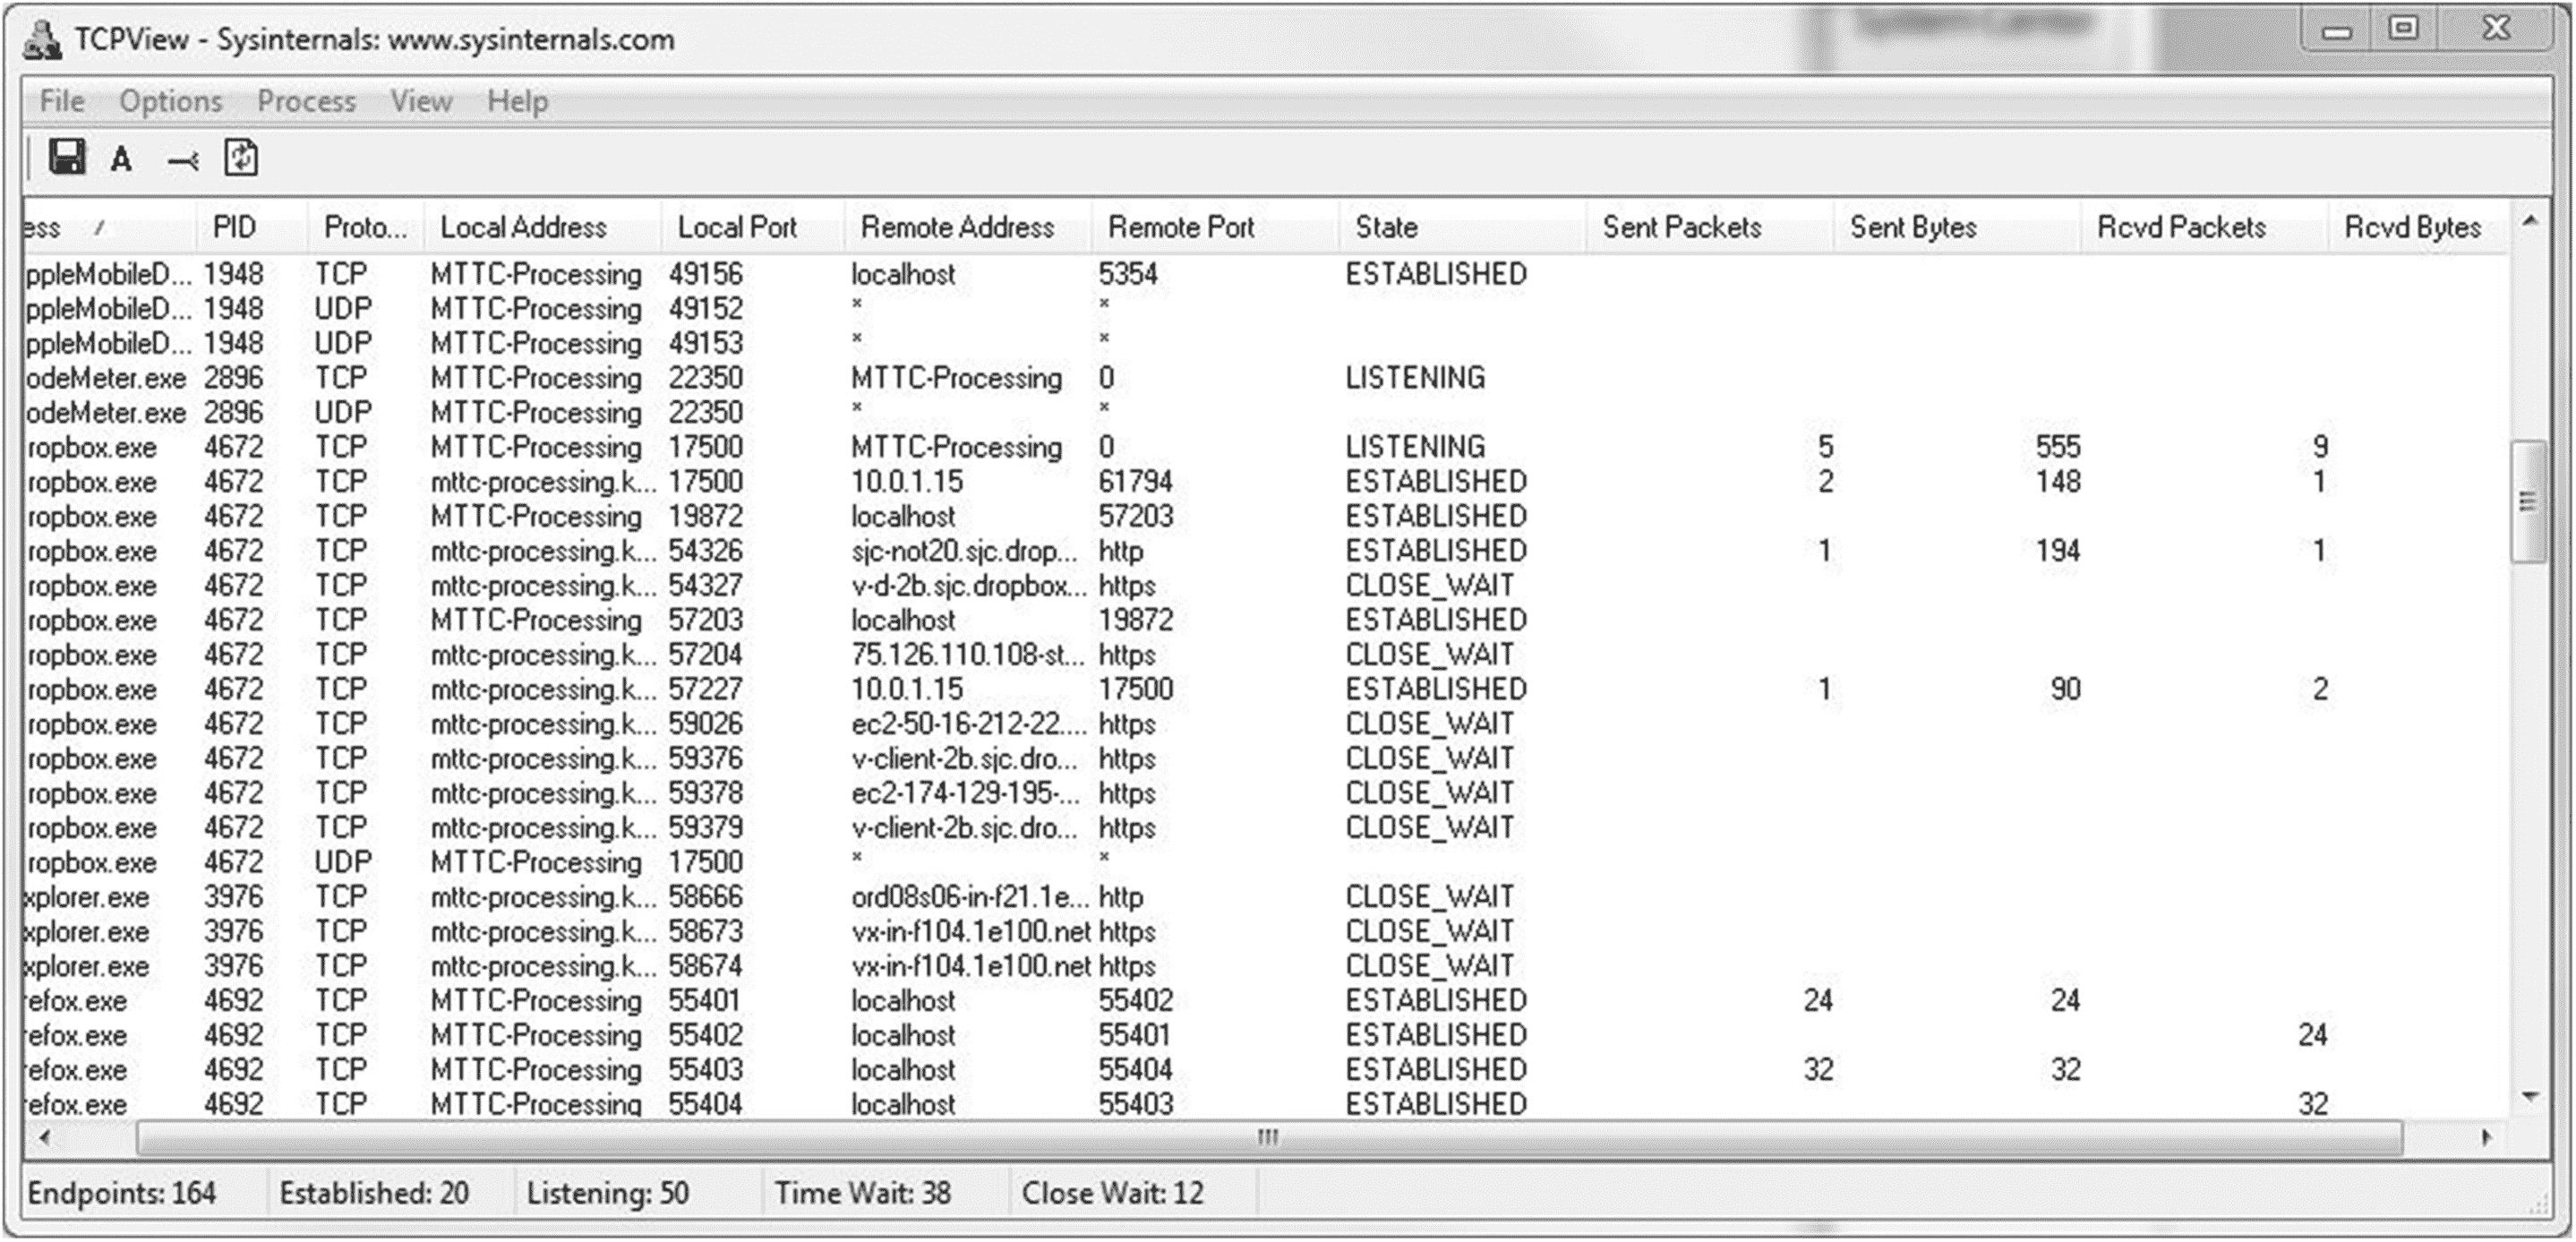 TCPView - Sysinternals: www.sysinternals.com
File Options Process View Help
A
ess / PID Proto... Local Address Local Port Remote Address Remote Port State Sent Packets Sent Bytes Rcvd Packets Rcvd Bytes
ppleMobileD... 1948 TCP MTTC-Processing 49156 localhost 5354 ESTABLISHED
ppleMobileD... 1948 UDP MTTC-Processing 49152 * *
ppleMobileD... 1948 UDP MTTC-Processing 49153 * *
odeMeter.exe 2896 TCP MTTC-Processing 22350 MTTC-Processing 0 LISTENING
odeMeter.exe 2896 UDP MTTC-Processing 22350 * *
ropbox.exe 4672 TCP MTTC-Processing 17500 MTTC-Processing 0 LISTENING 5 555 9
ropbox.exe 4672 TCP mttc-processing.k... 17500 10.0.1.15 61794 ESTABLISHED 2 148 1
ropbox.exe 4672 TCP MTTC-Processing 19872 localhost 57203 ESTABLISHED
ropbox.exe 4672 TCP mttc-processing.k... 54326 sjc-not20.sjc.drop... http ESTABLISHED 1 194 1
ropbox.exe 4672 TCP mttc-processing.k... 54327 v-d-2b.sjc.dropbox... https CLOSE_WAIT
ropbox.exe 4672 TCP MTTC-Processing 57203 localhost 19872 ESTABLISHED
ropbox.exe 4672 TCP mttc-processing.k... 57204 75.126.110.108-st... https CLOSE_WAIT
ropbox.exe 4672 TCP mttc-processing.k... 57227 10.0.1.15 17500 ESTABLISHED 1 90 2
ropbox.exe 4672 TCP mttc-processing.k... 59026 ec2-50-16-212-22.... https CLOSE_WAIT
ropbox.exe 4672 TCP mttc-processing.k... 59376 v-client-2b.sjc.dro... https CLOSE_WAIT
ropbox.exe 4672 TCP mttc-processing.k... 59378 ec2-174-129-195-... https CLOSE_WAIT
ropbox.exe 4672 TCP mttc-processing.k... 59379 v-client-2b.sjc.dro... https CLOSE_WAIT
ropbox.exe 4672 UDP MTTC-Processing 17500 * *
xplorer.exe 3976 TCP mttc-processing.k... 58666 ord08s06-in-f21.1e... http CLOSE_WAIT
xplorer.exe 3976 TCP mttc-processing.k... 58673 vx-in-f104.1e100.net https CLOSE_WAIT
xplorer.exe 3976 TCP mttc-processing.k... 58674 vx-in-f104.1e100.net https CLOSE_WAIT
refox.exe 4692 TCP MTTC-Processing 55401 localhost 55402 ESTABLISHED 24 24
refox.exe 4692 TCP MTTC-Processing 55402 localhost 55401 ESTABLISHED 24
refox.exe 4692 TCP MTTC-Processing 55403 localhost 55404 ESTABLISHED 32 32
refox.exe 4692 TCP MTTC-Processing 55404 localhost 55403 ESTABLISHED 32
Endpoints: 164 Established: 20 Listening: 50 Time Wait: 38 Close Wait: 12